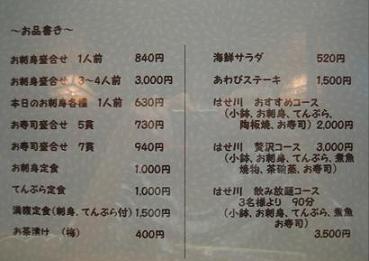 ～お品書き～
お刺身盛合せ 1人前 840円
お刺身盛合せ 3～4人前 3,000円
本日のお刺身各種 1人前 630円
お寿司盛合せ 5貫 730円
お寿司盛合せ 7貫 940円
お刺身定食 1,000円
てんぷら定食 1,000円
満腹定食(刺身、てんぷら付) 1,500円
お茶漬け (梅) 400円
海鮮サラダ 520円
あわびステーキ 1,500円
はせ川 おすすめコース
(小鉢、お刺身、てんぷら、
陶板焼、お寿司) 2,000円
はせ川 贅沢コース 3,000円
(小鉢、お刺身、てんぷら、煮魚
焼物、茶碗蒸、お寿司)
はせ川 飲み放題コース
3名様より 90分
(小鉢、お刺身、てんぷら、煮魚
お寿司)
3,500円